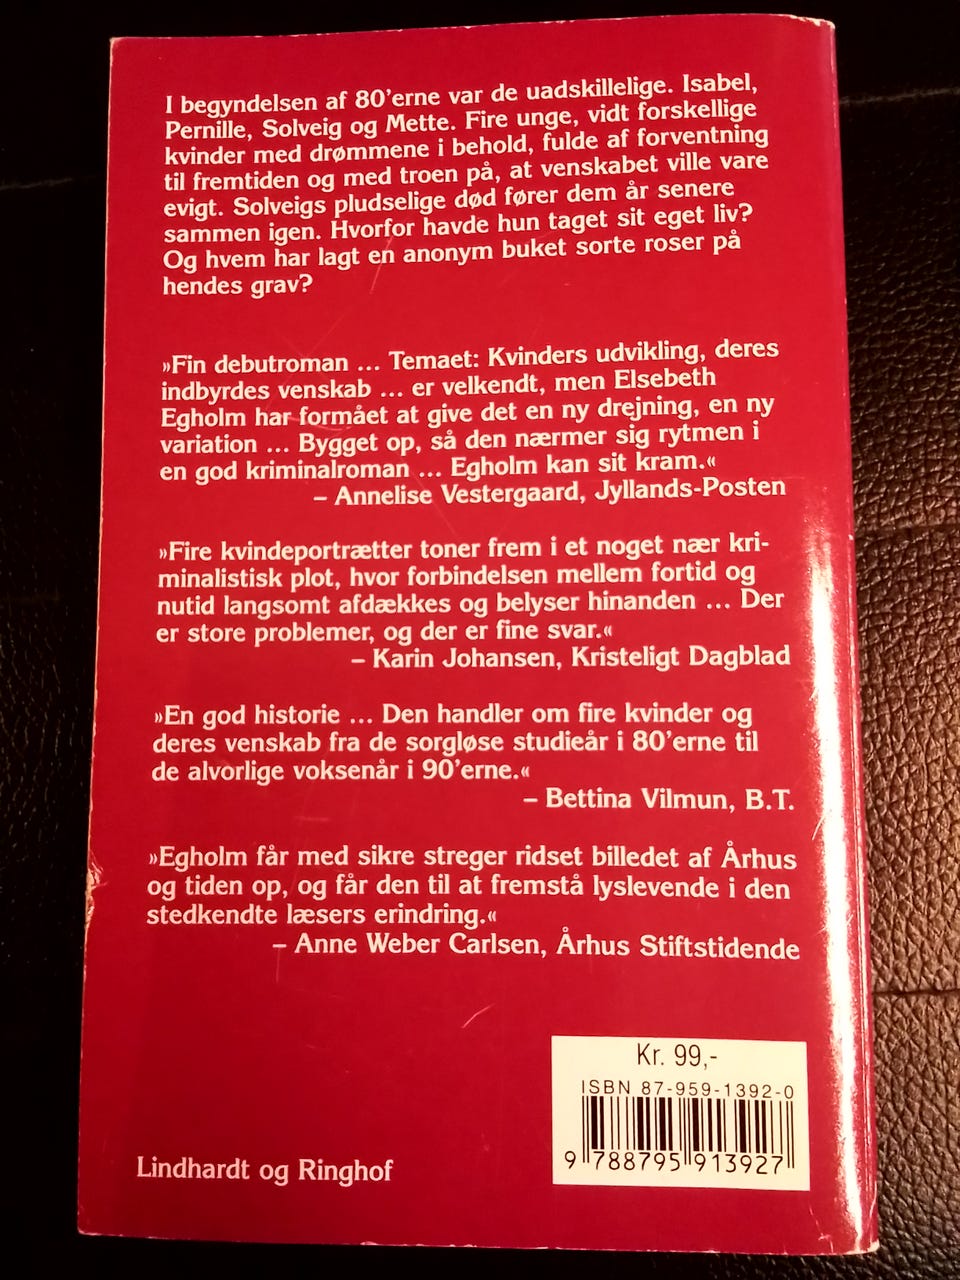 I begyndelsen af 80'erne var de uadskillelige. Isabel,
Pernille, Solveig og Mette. Fire unge, vidt forskellige
kvinder med drømmene i behold, fulde af forventning
til fremtiden og med troen på, at venskabet ville vare
evigt. Solveigs pludselige død fører dem år senere
sammen igen. Hvorfor havde hun taget sit eget liv?
Og hvem har lagt en anonym buket sorte roser på
hendes grav?
»Fin debutroman ... Temaet: Kvinders udvikling, deres
indbyrdes venskab ... er velkendt, men Elsebeth
Egholm har formået at give det en ny drejning, en ny
variation ... Bygget op, så den nærmer sig rytmen i
en god kriminalroman ... Egholm kan sit kram.«
– Annelise Vestergaard, Jyllands-Posten
»Fire kvindeportrætter toner frem i et noget nær kri-
minalistisk plot, hvor forbindelsen mellem fortid og
nutid langsomt afdækkes og belyser hinanden ... Der
er store problemer, og der er fine svar.«
– Karin Johansen, Kristeligt Dagblad
»En god historie ... Den handler om fire kvinder og
deres venskab fra de sorgløse studieår i 80'erne til
de alvorlige voksenår i 90'erne.«
– Bettina Vilmun, B.T.
»Egholm får med sikre streger ridset billedet af Århus
og tiden op, og får den til at fremstå lyslevende i den
stedkendte læsers erindring.«
– Anne Weber Carlsen, Århus Stiftstidende
Kr. 99,-
ISBN 87-959-1392-0
9 788795 913927
Lindhardt og Ringhof